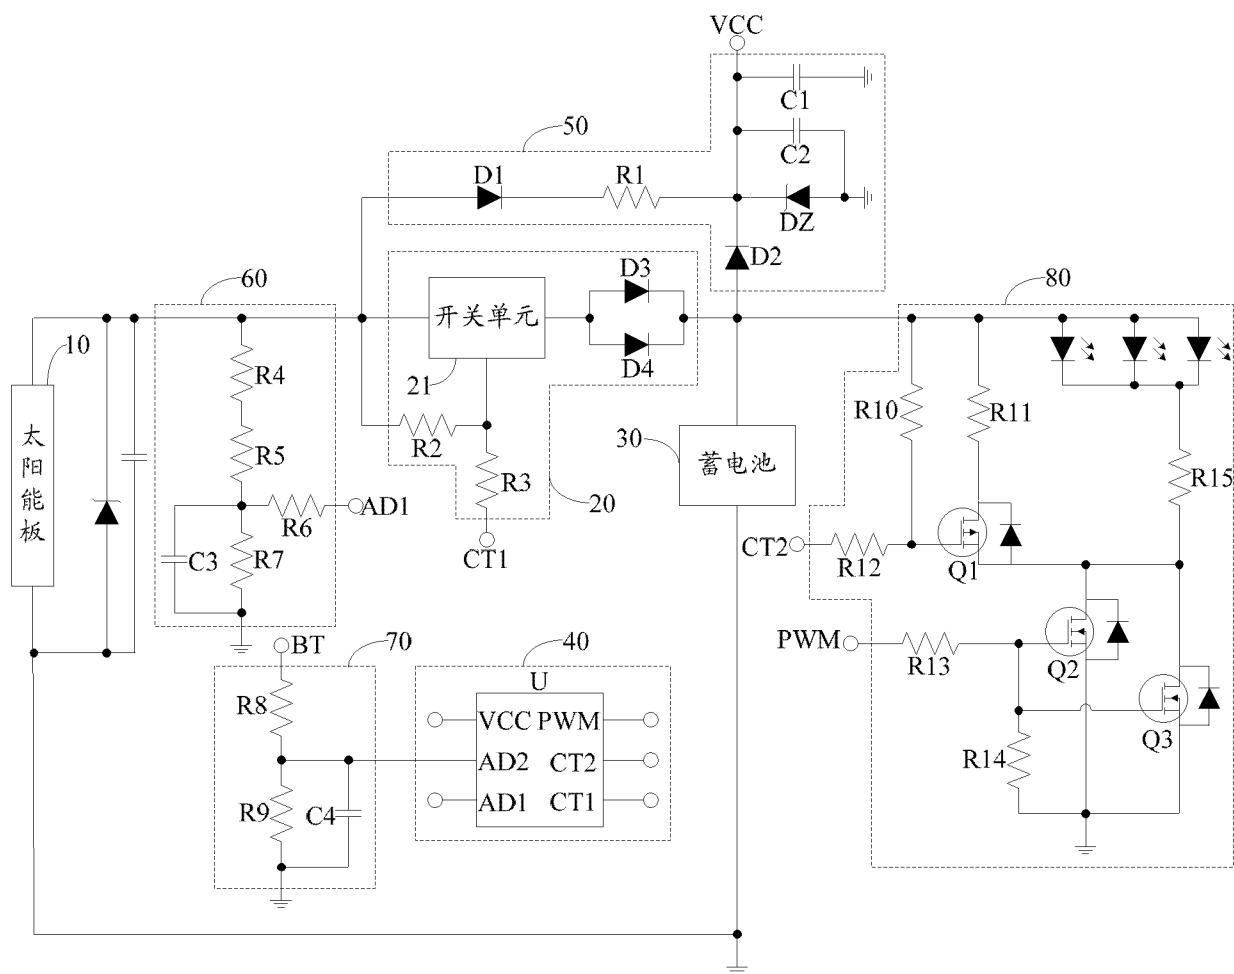 VCC
C1
50
C2
D1
R1
DZ
D2
60
D3
80
开关单元
10
21
D4
R4
R10
R11
太阳能板
R2
30
蓄电池
R5
R3
R15
AD1
R6
20
C3
R7
CT1
CT2
R12
Q1
BT
70
40
PWM
R13
Q2
U
R8
VCC
PWM
Q3
AD2
CT2
R14
R9
C4
AD1
CT1